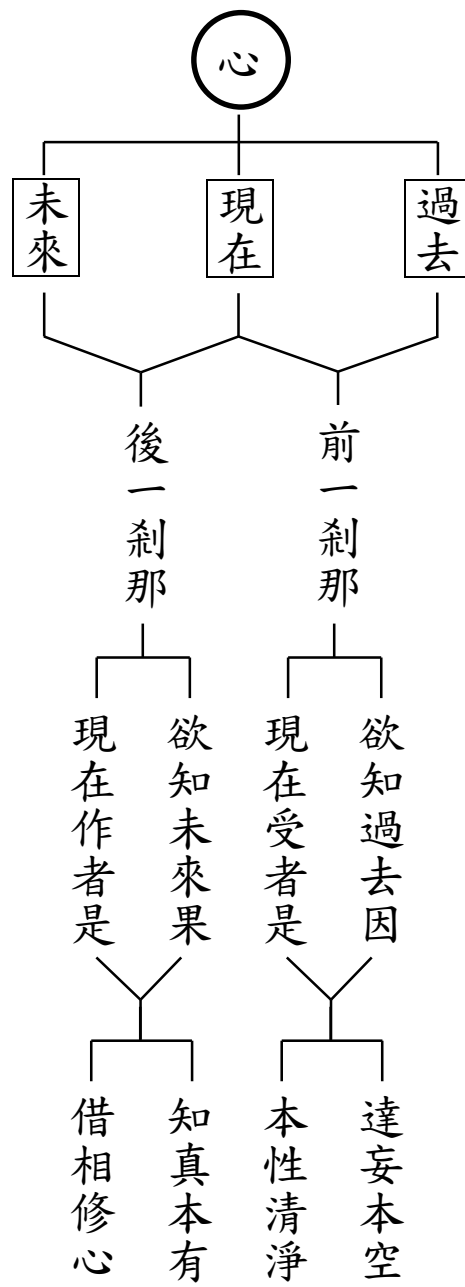 心
過去
現在
未來
前一剎那
後一剎那
欲知過去因
現在受者是
欲知未來果
現在作者是
達妄本空
本性清淨
知真本有
借相修心